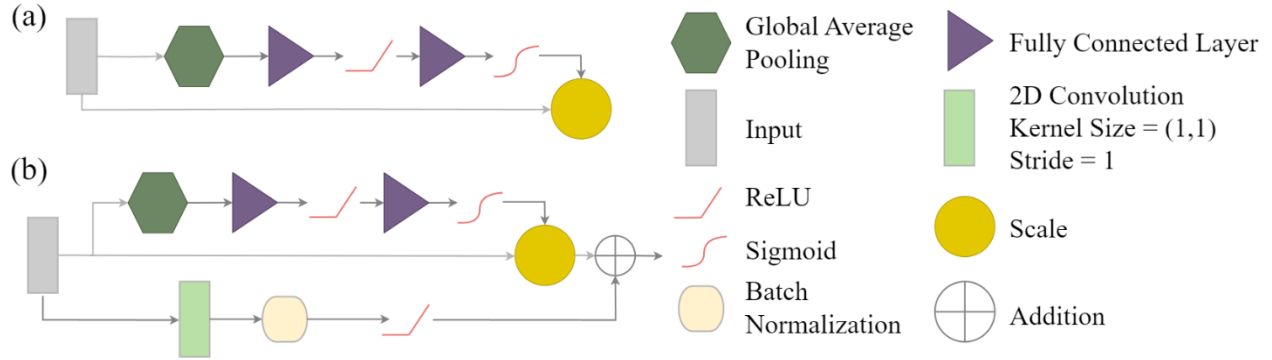 (a)
(b)
Global Average
Pooling
Input
ReLU
Sigmoid
Batch
Normalization
Fully Connected Layer
2D Convolution
Kernel Size = (1,1)
Stride = 1
Scale
Addition